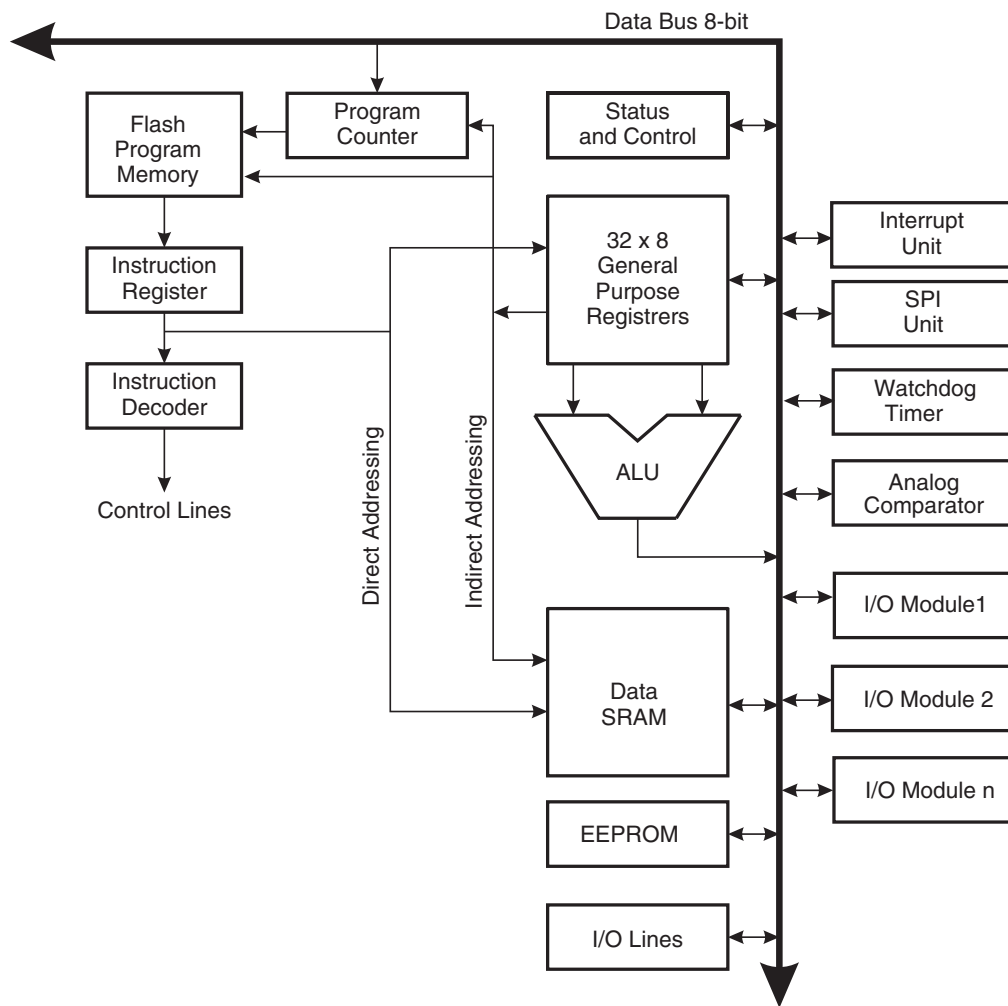 Data Bus 8-bit
Flash
Program
Memory
Program
Counter
Status
and Control
32 x 8
General
Purpose
Registrers
Interrupt
Unit
Instruction
Register
SPI
Unit
Instruction
Decoder
Watchdog
Timer
Control Lines
Direct Addressing
Indirect Addressing
ALU
Analog
Comparator
I/O Module1
Data
SRAM
I/O Module 2
I/O Module n
EEPROM
I/O Lines